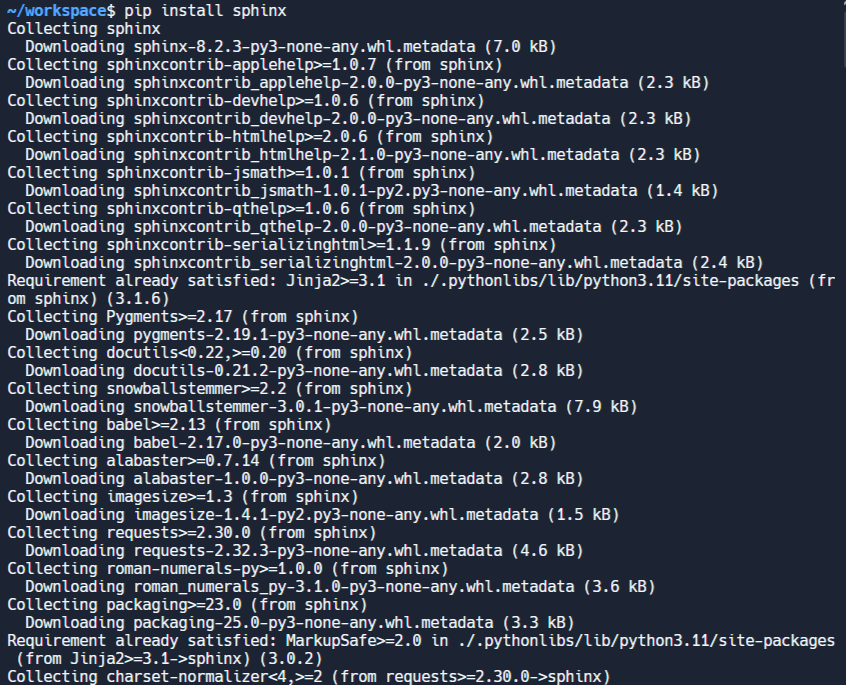 ~/workspace$ pip install sphinx
Collecting sphinx
  Downloading sphinx-8.2.3-py3-none-any.whl.metadata (7.0 kB)
Collecting sphinxcontrib-applehelp>=1.0.7 (from sphinx)
  Downloading sphinxcontrib_applehelp-2.0.0-py3-none-any.whl.metadata (2.3 kB)
Collecting sphinxcontrib-devhelp>=1.0.6 (from sphinx)
  Downloading sphinxcontrib_devhelp-2.0.0-py3-none-any.whl.metadata (2.3 kB)
Collecting sphinxcontrib-htmlhelp>=2.0.6 (from sphinx)
  Downloading sphinxcontrib_htmlhelp-2.1.0-py3-none-any.whl.metadata (2.3 kB)
Collecting sphinxcontrib-jsmath>=1.0.1 (from sphinx)
  Downloading sphinxcontrib_jsmath-1.0.1-py2.py3-none-any.whl.metadata (1.4 kB)
Collecting sphinxcontrib-qthelp>=1.0.6 (from sphinx)
  Downloading sphinxcontrib_qthelp-2.0.0-py3-none-any.whl.metadata (2.3 kB)
Collecting sphinxcontrib-serializinghtml>=1.1.9 (from sphinx)
  Downloading sphinxcontrib_serializinghtml-2.0.0-py3-none-any.whl.metadata (2.4 kB)
Requirement already satisfied: Jinja2>=3.1 in ./.pythonlibs/lib/python3.11/site-packages (fr
om sphinx) (3.1.6)
Collecting Pygments>=2.17 (from sphinx)
  Downloading pygments-2.19.1-py3-none-any.whl.metadata (2.5 kB)
Collecting docutils<0.22,>=0.20 (from sphinx)
  Downloading docutils-0.21.2-py3-none-any.whl.metadata (2.8 kB)
Collecting snowballstemmer>=2.2 (from sphinx)
  Downloading snowballstemmer-3.0.1-py3-none-any.whl.metadata (7.9 kB)
Collecting babel>=2.13 (from sphinx)
  Downloading babel-2.17.0-py3-none-any.whl.metadata (2.0 kB)
Collecting alabaster>=0.7.14 (from sphinx)
  Downloading alabaster-1.0.0-py3-none-any.whl.metadata (2.8 kB)
Collecting imagesize>=1.3 (from sphinx)
  Downloading imagesize-1.4.1-py2.py3-none-any.whl.metadata (1.5 kB)
Collecting requests>=2.30.0 (from sphinx)
  Downloading requests-2.32.3-py3-none-any.whl.metadata (4.6 kB)
Collecting roman-numerals-py>=1.0.0 (from sphinx)
  Downloading roman_numerals_py-3.1.0-py3-none-any.whl.metadata (3.6 kB)
Collecting packaging>=23.0 (from sphinx)
  Downloading packaging-25.0-py3-none-any.whl.metadata (3.3 kB)
Requirement already satisfied: MarkupSafe>=2.0 in ./.pythonlibs/lib/python3.11/site-packages
 (from Jinja2>=3.1->sphinx) (3.0.2)
Collecting charset-normalizer<4,>=2 (from requests>=2.30.0->sphinx)